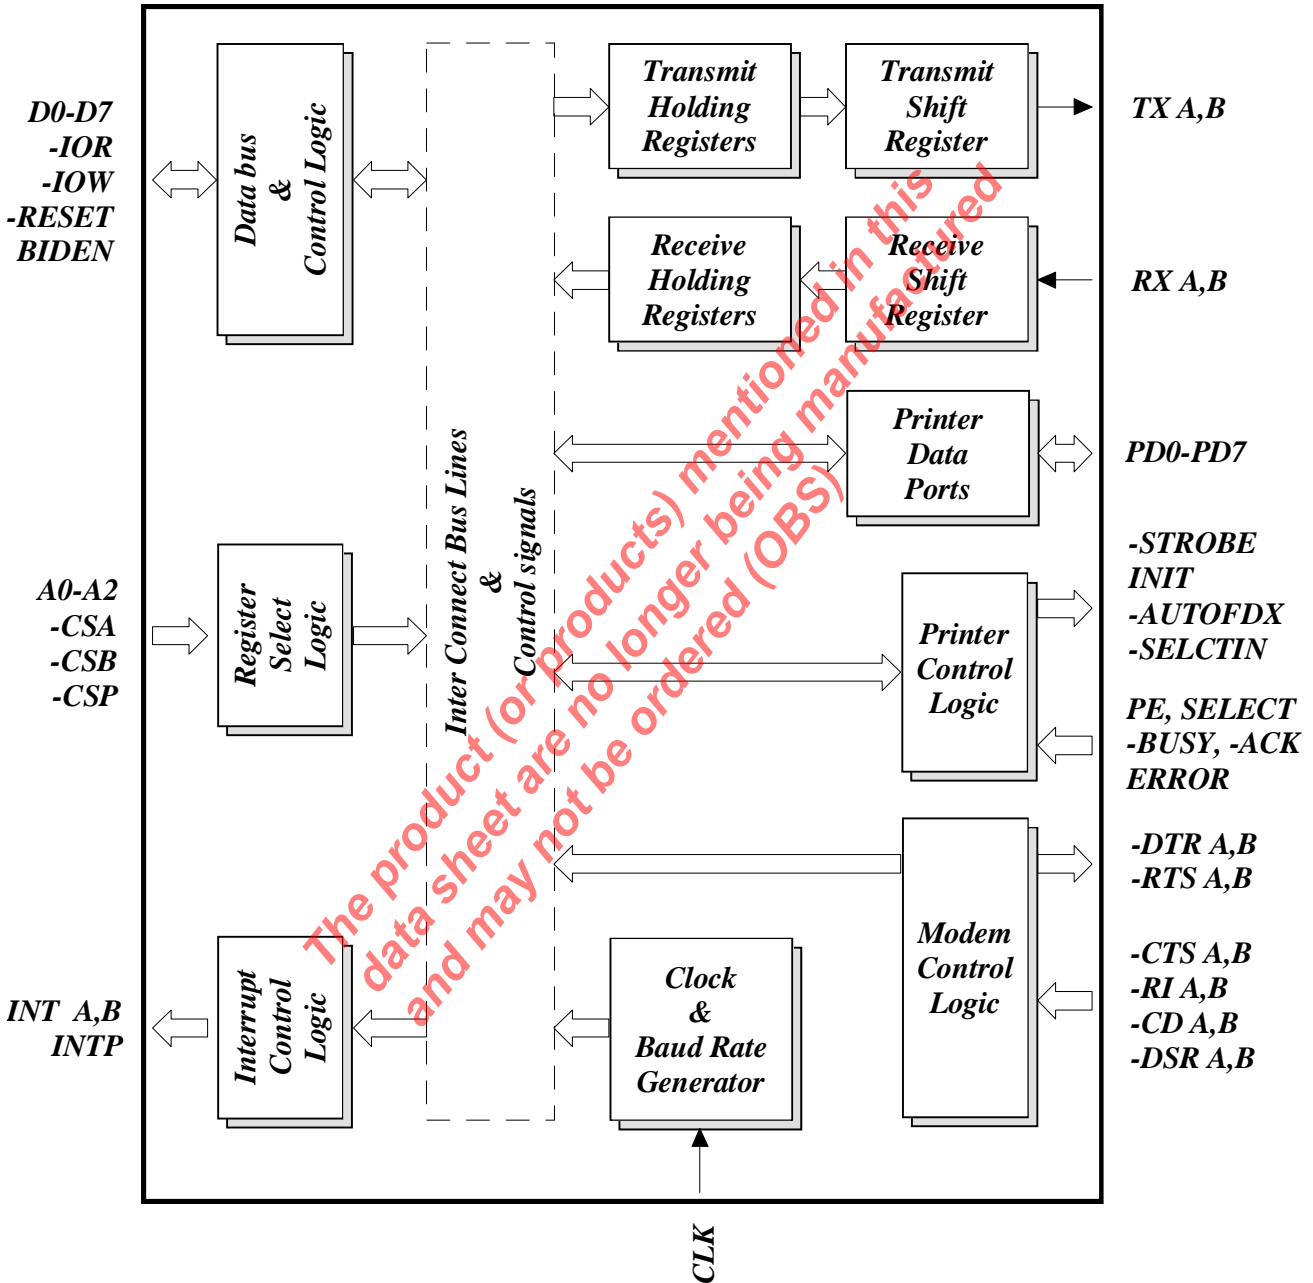 D0-D7
-IOR
-IOW
-RESET
BIDEN
Data bus
&
Control Logic
A0-A2
-CSA
-CSB
-CSP
Register
Select
Logic
INT A,B
INTP
Interrupt
Control
Logic
Inter Connect Bus Lines
&
Control signals
Transmit
Holding
Registers
Transmit
Shift
Register
TX A,B
Receive
Holding
Registers
Receive
Shift
Register
RX A,B
Printer
Data
Ports
PD0-PD7
Printer
Control
Logic
-STROBE
INIT
-AUTOFDX
-SELCTIN
PE, SELECT
-BUSY, -ACK
ERROR
Modem
Control
Logic
-DTR A,B
-RTS A,B
-CTS A,B
-RI A,B
-CD A,B
-DSR A,B
Clock
&
Baud Rate
Generator
CLK
The product (or products) mentioned in this
data sheet are no longer being manufactured
and may not be ordered (OBS)